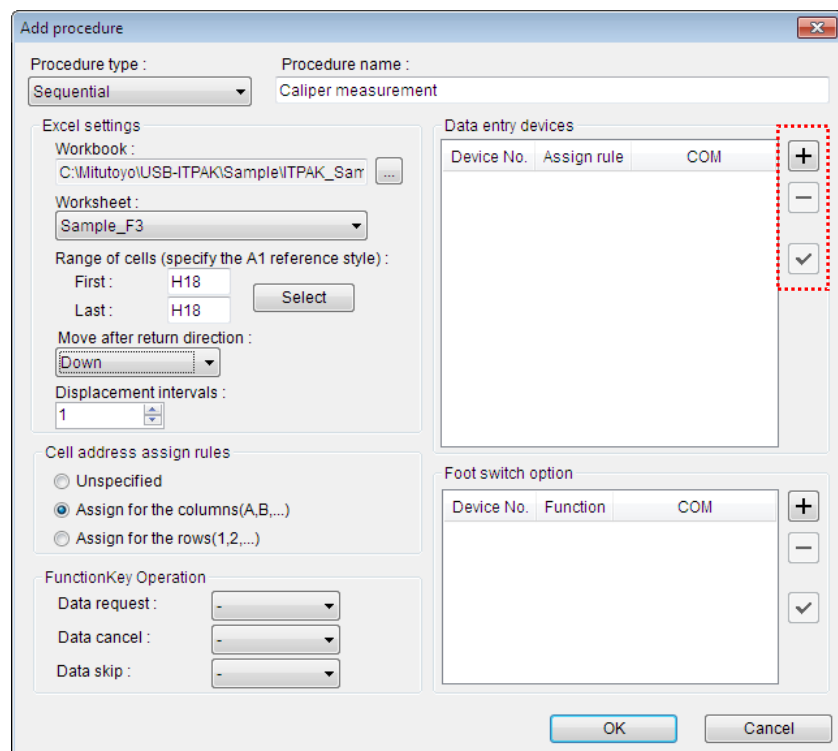 Add procedure
Procedure type :
Procedure name :
Sequential
Caliper measurement
Excel settings
Workbook :
C:\Mitutoyo\USB-ITPAK\Sample\ITPAK_Sam
...
Worksheet :
Sample_F3
Range of cells (specify the A1 reference style) :
First :
H18
Last :
H18
Select
Move after return direction :
Down
Displacement intervals :
1
Cell address assign rules
Unspecified
Assign for the columns(A,B,...)
Assign for the rows(1,2,...)
FunctionKey Operation
Data request :
-
Data cancel :
-
Data skip :
-
Data entry devices
Device No.
Assign rule
COM
Foot switch option
Device No.
Function
COM
OK
Cancel